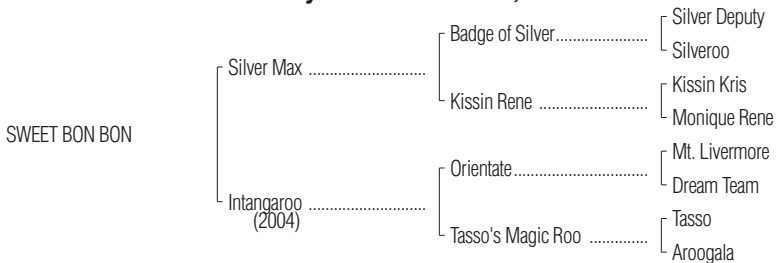 Silver Deputy
Badge of Silver
Silveroo
Silver Max
Kissin Kris
Kissin Rene
Monique Rene
SWEET BON BON
Mt. Livermore
Orientate
Dream Team
Intangaroo
(2004)
Tasso
Tasso's Magic Roo
Aroogala